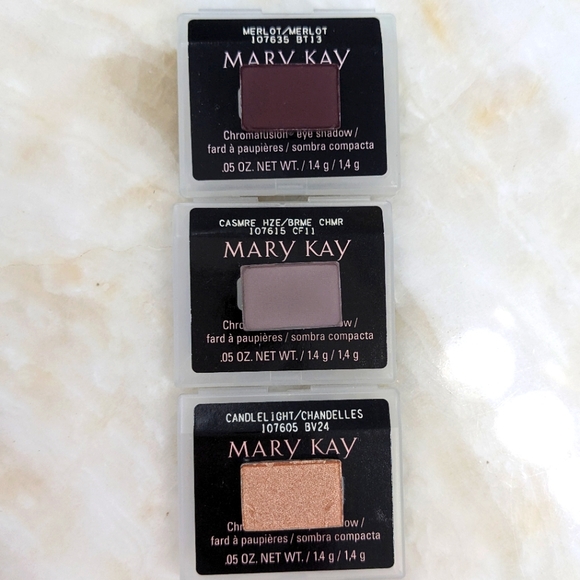 MERLOT/MERLOT
107635 BT13
MARY KAY
Chromafusion® eye shadow /
fard à paupières / sombra compacta
.05 OZ. NET WT. / 1.4 g / 1,4 g
CASMRE HZE/BRME CHMR
107615 CF11
MARY KAY
fard à paupières / sombra compacta
.05 OZ. NET WT. / 1.4 g / 1,4 g
CANDLELIGHT/CHANDELLES
107605 BV24
MARY KAY
fard à paupières / sombra compacta
.05 OZ. NET WT. / 1.4 g / 1,4 g